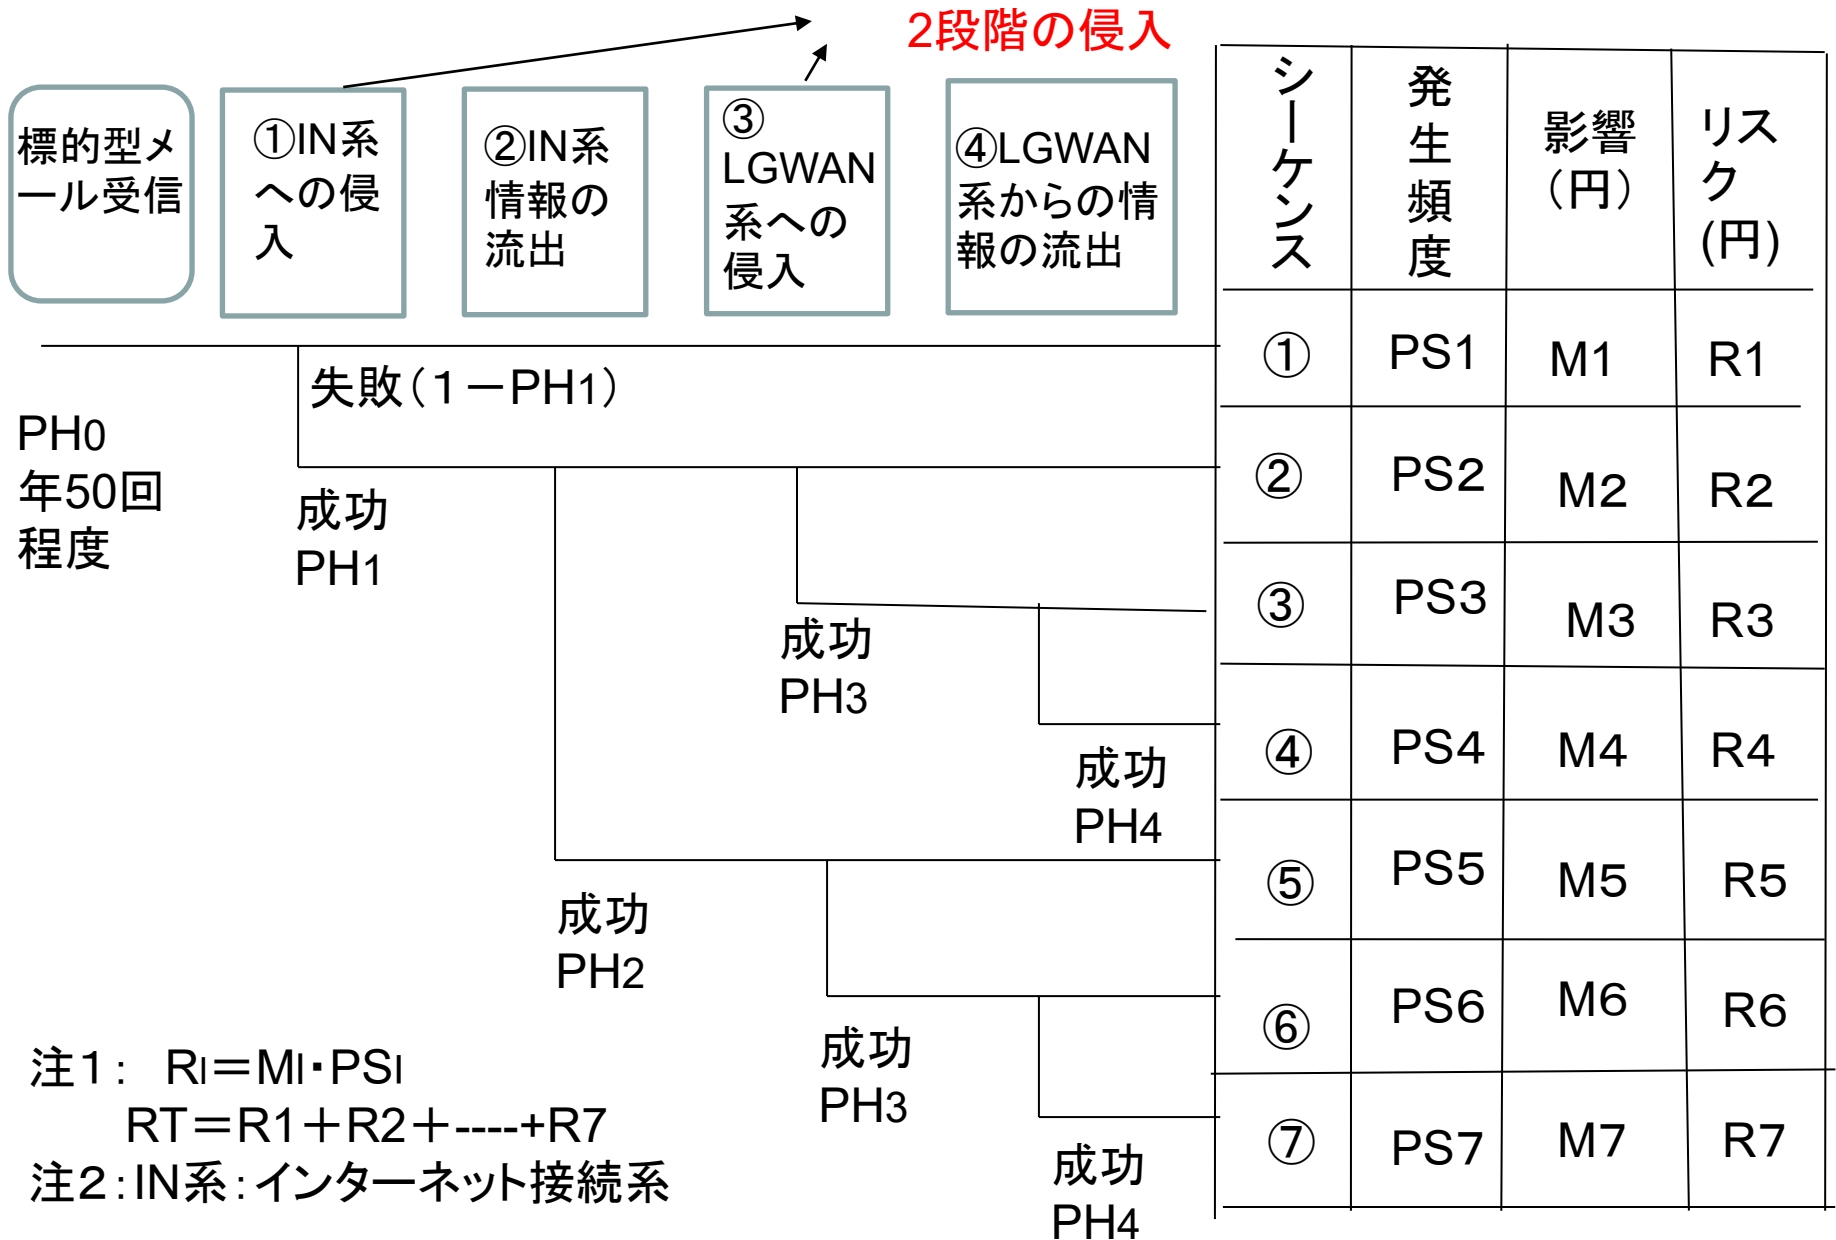 2段階の侵入
標的型メ
ール受信
①IN系
への侵
入
②IN系
情報の
流出
③
LGWAN
系への
侵入
④LGWAN
系からの情
報の流出
シーケンス
発生頻度
影響
（円）
リス
ク
(円)
① PS1 M1 R1
失敗（１－PH1）
PH0
年50回
程度
成功
PH1
② PS2 M2 R2
③ PS3 M3 R3
成功
PH3
④ PS4 M4 R4
成功
PH4
⑤ PS5 M5 R5
成功
PH2
⑥ PS6 M6 R6
成功
PH3
⑦ PS7 M7 R7
成功
PH4
注１： RI＝MI・PSI
RT＝R1＋R2＋----+R7
注２：IN系：インターネット接続系